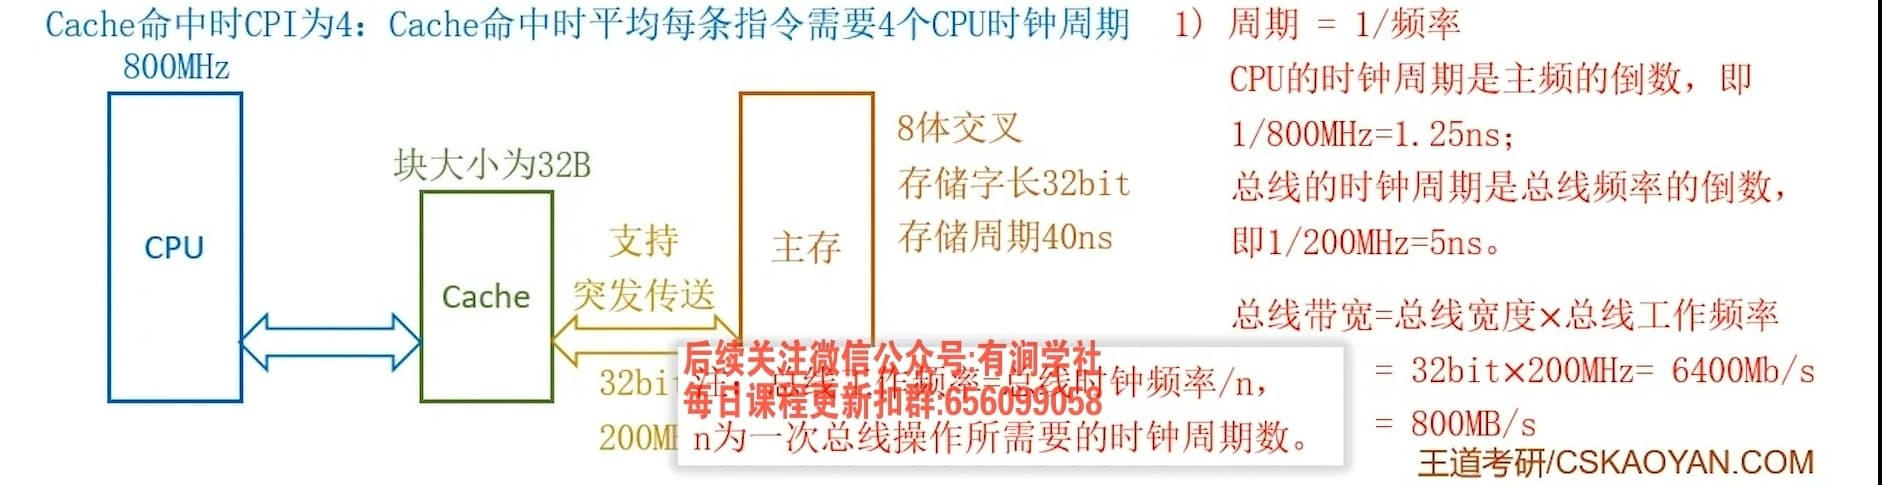 Cache命中时CPI为4：Cache命中时平均每条指令需要4个CPU时钟周期
800MHz
CPU
块大小为32B
Cache
支持
突发传送
32bit
200MH
主存
8体交叉
存储字长32bit
存储周期40ns
1) 周期 = 1/频率
CPU的时钟周期是主频的倒数，即
1/800MHz=1.25ns;
总线的时钟周期是总线频率的倒数，
即1/200MHz=5ns。
总线带宽=总线宽度×总线工作频率
= 32bit×200MHz= 6400Mb/s
= 800MB/s
注：总线工作频率=总线时钟频率/n，
n为一次总线操作所需要的时钟周期数。
后续关注微信公众号:有涧学社
每日课程更新扣群:656099058
王道考研/CSKAOYAN.COM